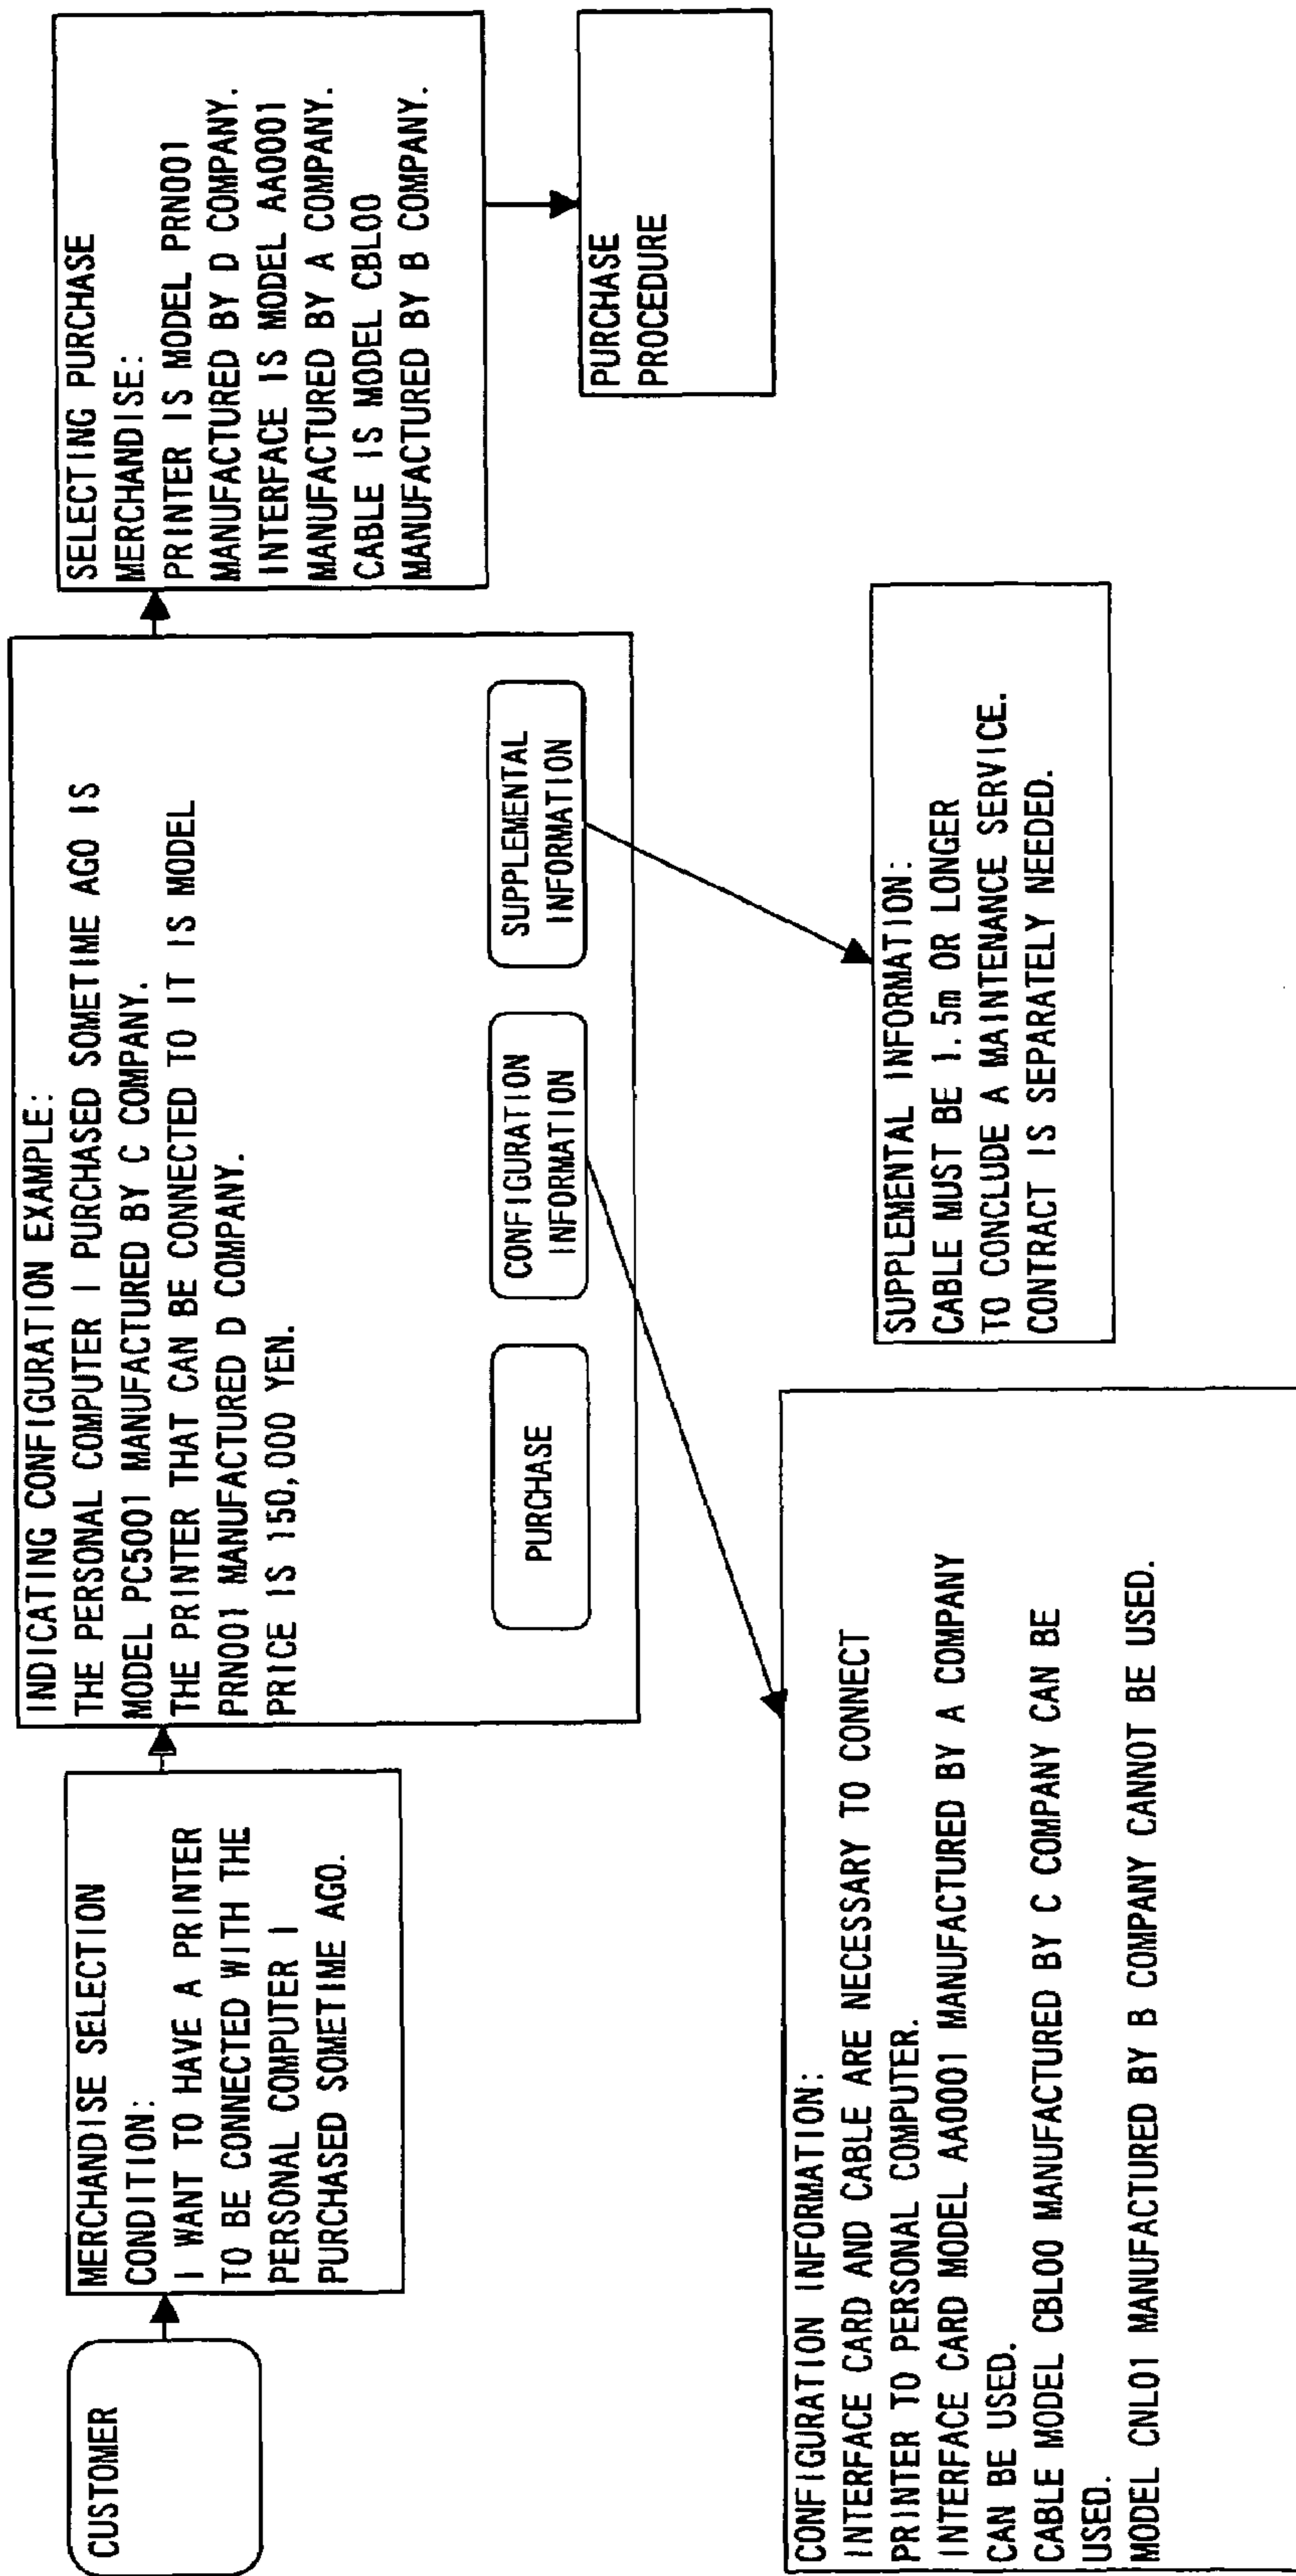 CUSTOMER
MERCHANDISE SELECTION
CONDITION:
I WANT TO HAVE A PRINTER
TO BE CONNECTED WITH THE
PERSONAL COMPUTER I
PURCHASED SOMETIME AGO.
INDICATING CONFIGURATION EXAMPLE:
THE PERSONAL COMPUTER I PURCHASED SOMETIME AGO IS
MODEL PC5001 MANUFACTURED BY C COMPANY.
THE PRINTER THAT CAN BE CONNECTED TO IT IS MODEL
PRN001 MANUFACTURED D COMPANY.
PRICE IS 150,000 YEN.
PURCHASE
CONFIGURATION
INFORMATION
SUPPLEMENTAL
INFORMATION
SELECTING PURCHASE
MERCHANDISE:
PRINTER IS MODEL PRN001
MANUFACTURED BY D COMPANY.
INTERFACE IS MODEL AA0001
MANUFACTURED BY A COMPANY.
CABLE IS MODEL CBL00
MANUFACTURED BY B COMPANY.
PURCHASE
PROCEDURE
CONFIGURATION INFORMATION:
INTERFACE CARD AND CABLE ARE NECESSARY TO CONNECT
PRINTER TO PERSONAL COMPUTER.
INTERFACE CARD MODEL AA0001 MANUFACTURED BY A COMPANY
CAN BE USED.
CABLE MODEL CBL00 MANUFACTURED BY C COMPANY CAN BE
USED.
MODEL CNL01 MANUFACTURED BY B COMPANY CANNOT BE USED.
SUPPLEMENTAL INFORMATION:
CABLE MUST BE 1.5m OR LONGER
TO CONCLUDE A MAINTENANCE SERVICE.
CONTRACT IS SEPARATELY NEEDED.